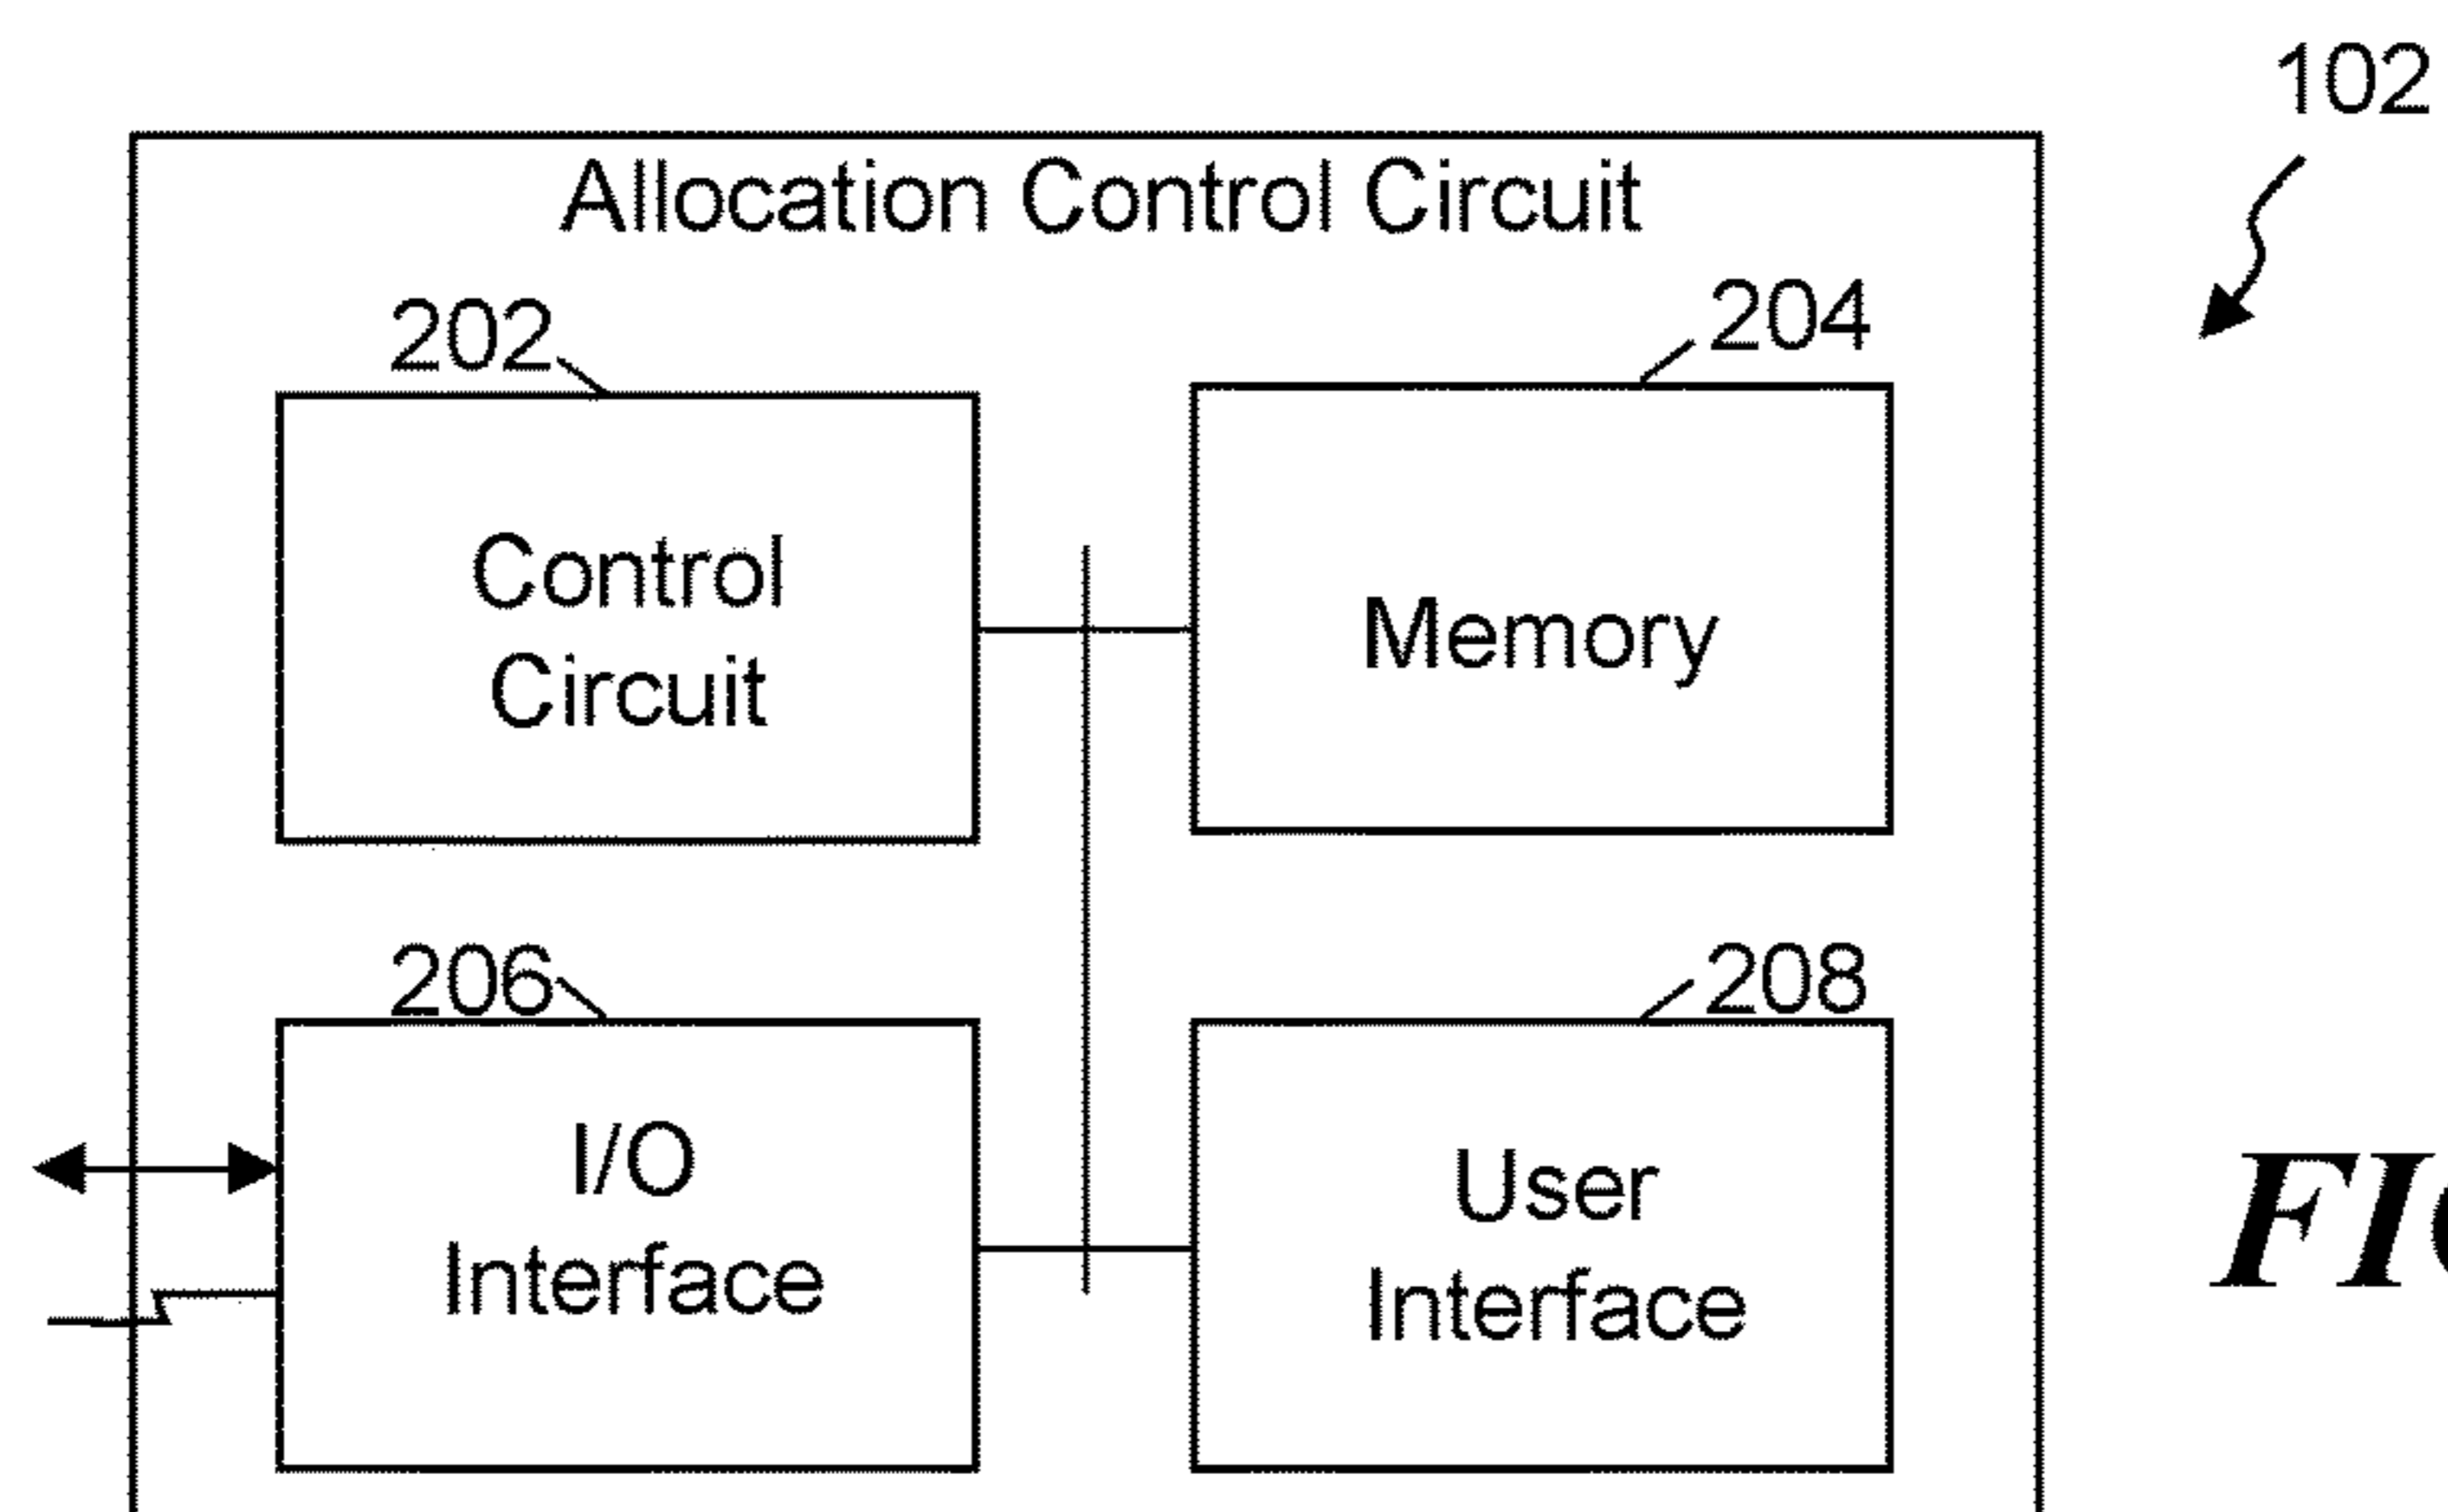 102
Allocation Control Circuit
202
204
Control
Circuit
Memory
206
208
I/O
Interface
User
Interface